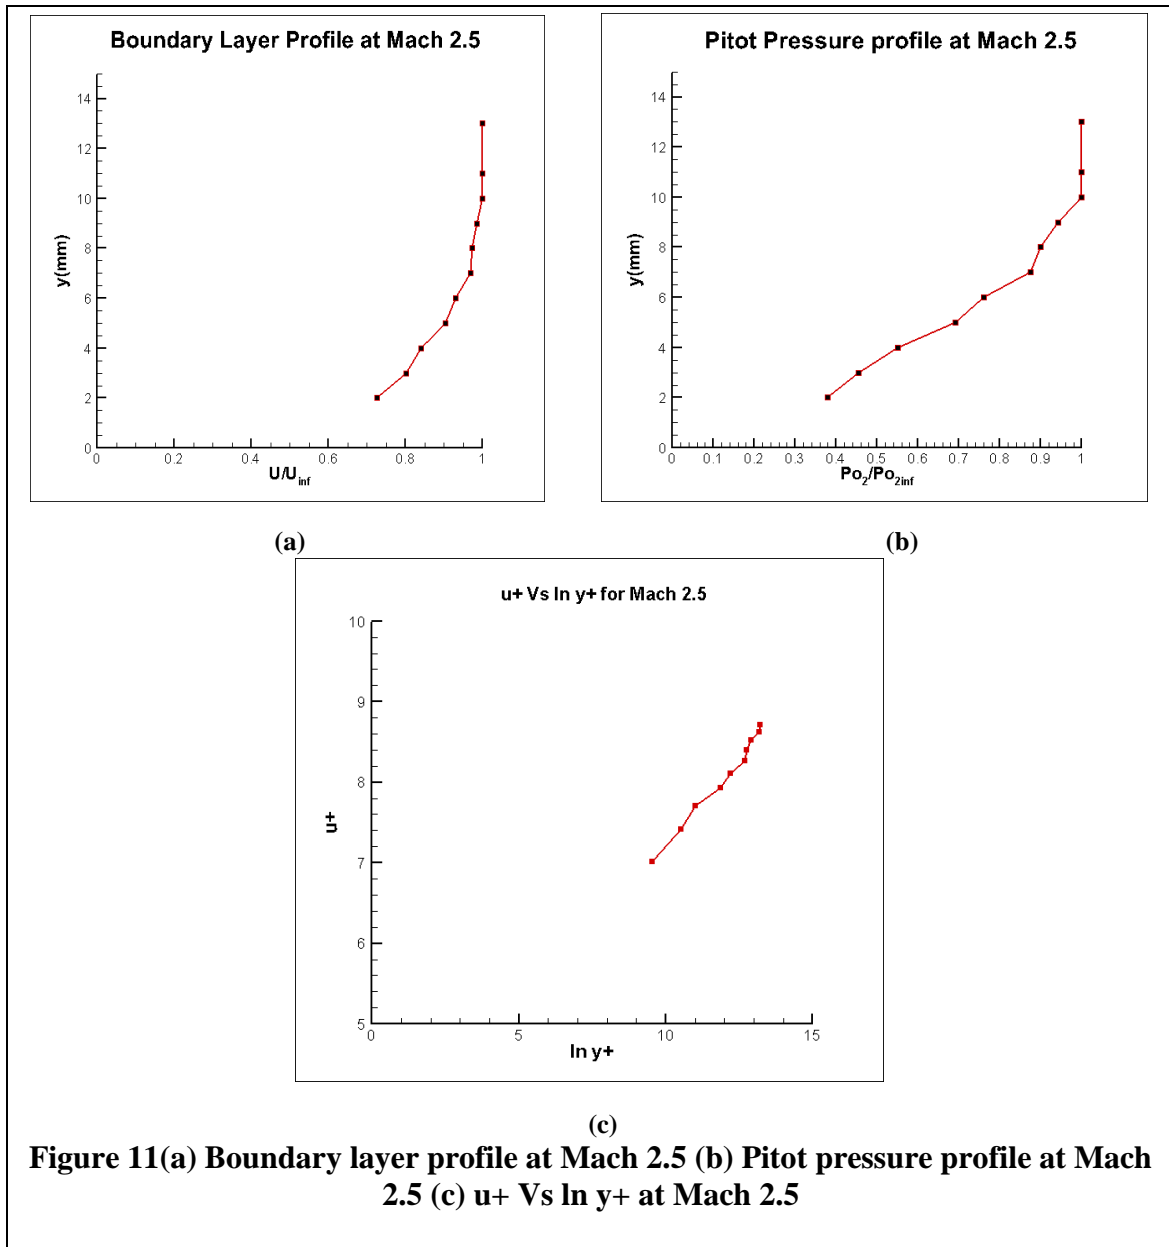 Boundary Layer Profile at Mach 2.5
y(mm)
14
12
10
8
6
4
2
0
0 0.2 0.4 0.6 0.8 1
U/U_inf
(a)
Pitot Pressure profile at Mach 2.5
y(mm)
14
12
10
8
6
4
2
0
0 0.1 0.2 0.3 0.4 0.5 0.6 0.7 0.8 0.9 1
Po_2/Po_2inf
(b)
u+ Vs ln y+ for Mach 2.5
u+
10
9
8
7
6
5
0 5 10 15
ln y+
(c)
Figure 11(a) Boundary layer profile at Mach 2.5 (b) Pitot pressure profile at Mach
2.5 (c) u+ Vs ln y+ at Mach 2.5